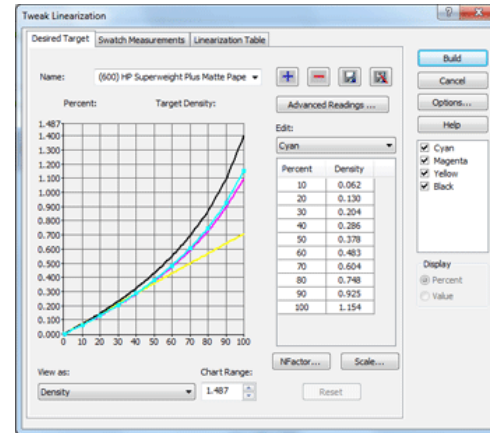 Tweak Linearization
Desired Target Swatch Measurements Linearization Table
Name: (600) HP Superweight Plus Matte Pape
Percent: Target Density:
1.487
1.400
1.300
1.200
1.100
1.000
0.900
0.800
0.700
0.600
0.500
0.400
0.300
0.200
0.100
0.000
0 10 20 30 40 50 60 70 80 90 100
View as: Chart Range:
Density 1.487
Advanced Readings ...
Edit:
Cyan
Percent Density
10 0.062
20 0.130
30 0.204
40 0.286
50 0.378
60 0.483
70 0.604
80 0.748
90 0.925
100 1.154
NFactor... Scale...
Reset
Build
Cancel
Options...
Help
Cyan
Magenta
Yellow
Black
Display
Percent
Value